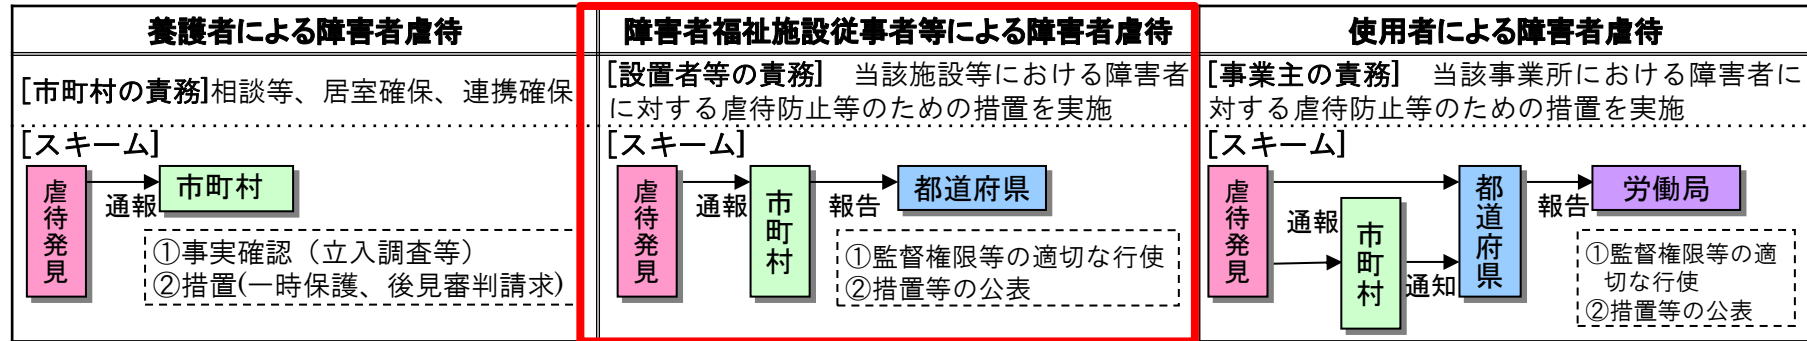 養護者による障害者虐待
[市町村の責務]相談等、居室確保、連携確保
[スキーム]
虐待発見
通報
市町村
①事実確認（立入調査等）
②措置(一時保護、後見審判請求)
障害者福祉施設従事者等による障害者虐待
[設置者等の責務]　当該施設等における障害者
に対する虐待防止等のための措置を実施
[スキーム]
虐待発見
通報
市町村
報告
都道府県
①監督権限等の適切な行使
②措置等の公表
使用者による障害者虐待
[事業主の責務]　当該事業所における障害者に
対する虐待防止等のための措置を実施
[スキーム]
虐待発見
通報
市町村
通知
都道府県
報告
労働局
①監督権限等の適
切な行使
②措置等の公表